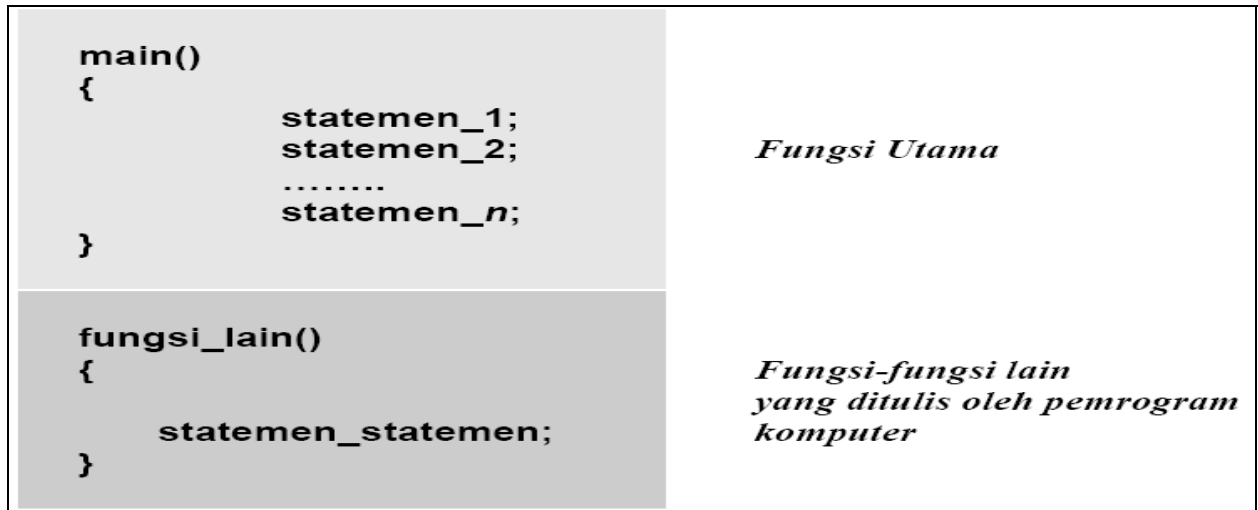 main()
{
statemen_1;
statemen_2;
........
statemen_n;
}
Fungsi Utama
fungsi_lain()
{
statemen_statemen;
}
Fungsi-fungsi lain
yang ditulis oleh pemrogram
komputer